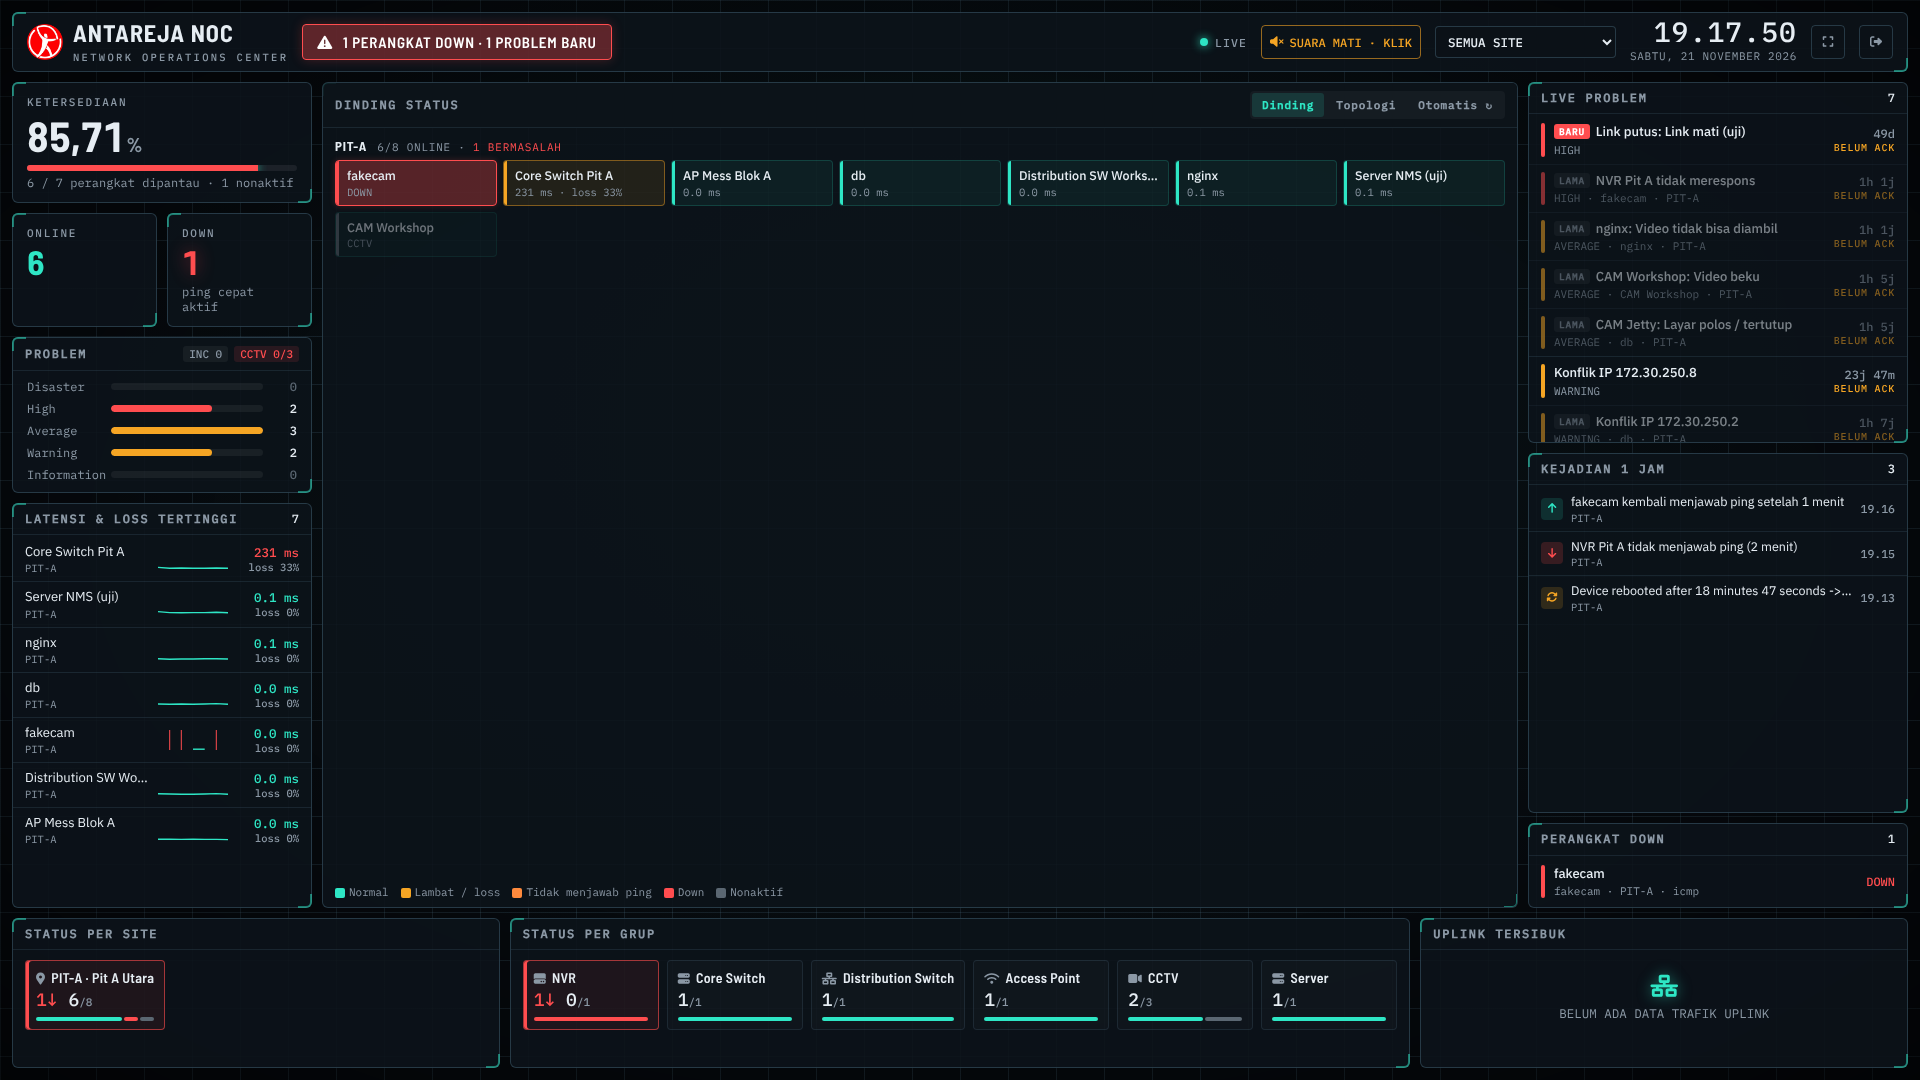 ANTAREJA NOC
NETWORK OPERATIONS CENTER
1 PERANGKAT DOWN · 1 PROBLEM BARU
LIVE
SUARA MATI · KLIK
SEMUA SITE
19.17.50
SABTU, 21 NOVEMBER 2026
KETERSEDIAAN
85,71%
6 / 7 perangkat dipantau · 1 nonaktif
ONLINE
6
DOWN
1
ping cepat
aktif
PROBLEM
INC 0
CCTV 0/3
Disaster 0
High 2
Average 3
Warning 2
Information 0
LATENSI & LOSS TERTINGGI 7
Core Switch Pit A 231 ms
PIT-A loss 33%
Server NMS (uji) 0.1 ms
PIT-A loss 0%
nginx 0.1 ms
PIT-A loss 0%
db 0.0 ms
PIT-A loss 0%
fakecam 0.0 ms
PIT-A loss 0%
Distribution SW Wo... 0.0 ms
PIT-A loss 0%
AP Mess Blok A 0.0 ms
PIT-A loss 0%
DINDING STATUS
Dinding Topologi Otomatis ↻
PIT-A 6/8 ONLINE · 1 BERMASALAH
fakecam
DOWN
Core Switch Pit A
231 ms · loss 33%
AP Mess Blok A
0.0 ms
db
0.0 ms
Distribution SW Works...
0.0 ms
nginx
0.1 ms
Server NMS (uji)
0.1 ms
CAM Workshop
CCTV
Normal Lambat / loss Tidak menjawab ping Down Nonaktif
LIVE PROBLEM 7
BARU Link putus: Link mati (uji) 49d
HIGH BELUM ACK
LAMA NVR Pit A tidak merespons 1h 1j
HIGH · fakecam · PIT-A BELUM ACK
LAMA nginx: Video tidak bisa diambil 1h 1j
AVERAGE · nginx · PIT-A BELUM ACK
LAMA CAM Workshop: Video beku 1h 5j
AVERAGE · CAM Workshop · PIT-A BELUM ACK
LAMA CAM Jetty: Layar polos / tertutup 1h 5j
AVERAGE · db · PIT-A BELUM ACK
Konflik IP 172.30.250.8 23j 47m
WARNING BELUM ACK
LAMA Konflik IP 172.30.250.2 1h 7j
WARNING · db · PIT-A BELUM ACK
KEJADIAN 1 JAM 3
fakecam kembali menjawab ping setelah 1 menit 19.16
PIT-A
NVR Pit A tidak menjawab ping (2 menit) 19.15
PIT-A
Device rebooted after 18 minutes 47 seconds ->... 19.13
PIT-A
PERANGKAT DOWN 1
fakecam
fakecam · PIT-A · icmp DOWN
STATUS PER SITE
PIT-A · Pit A Utara
1↓ 6/8
STATUS PER GRUP
NVR
1↓ 0/1
Core Switch
1/1
Distribution Switch
1/1
Access Point
1/1
CCTV
2/3
Server
1/1
UPLINK TERSIBUK
BELUM ADA DATA TRAFIK UPLINK